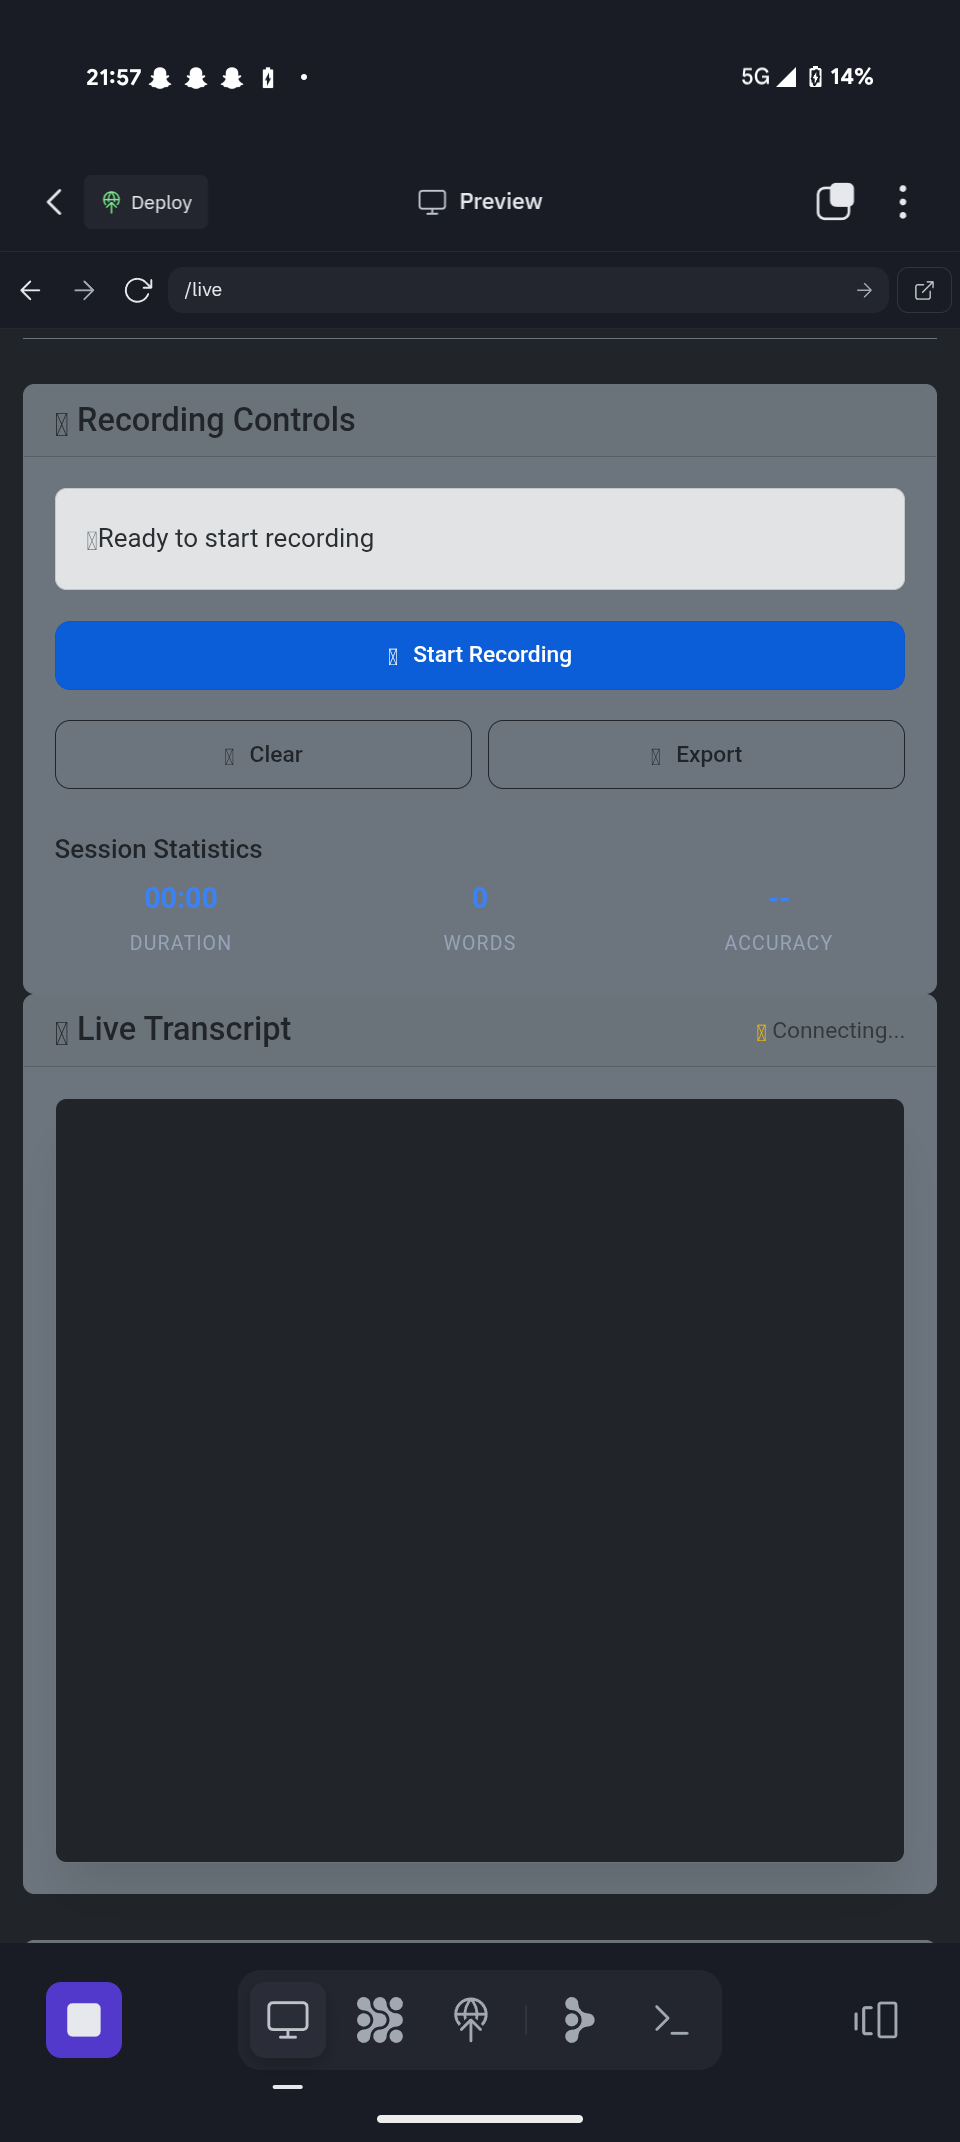 21:57
5G 14%
Deploy
Preview
/live
Recording Controls
Ready to start recording
Start Recording
Clear
Export
Session Statistics
00:00
0
--
DURATION
WORDS
ACCURACY
Live Transcript
Connecting...